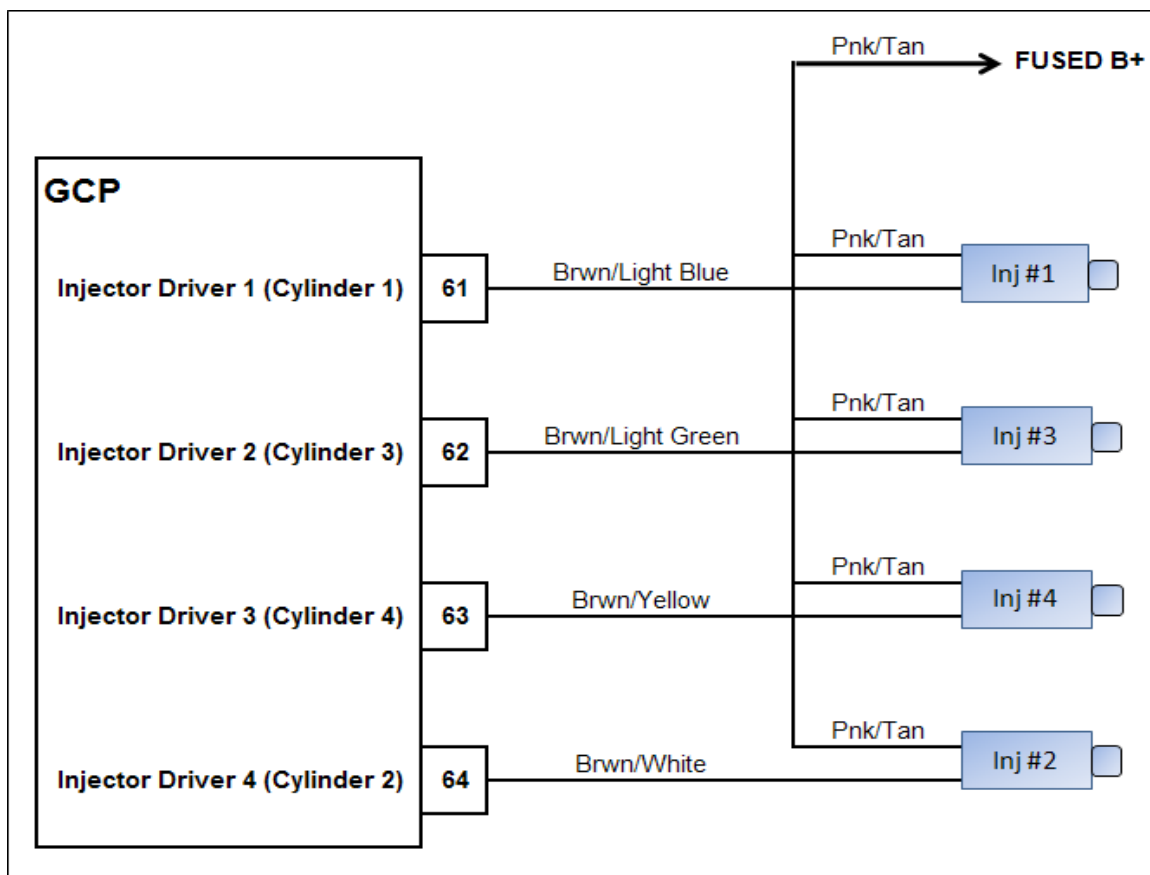 Pnk/Tan
FUSED B+
GCP
Injector Driver 1 (Cylinder 1)
61
Brwn/Light Blue
Pnk/Tan
Inj #1
Injector Driver 2 (Cylinder 3)
62
Brwn/Light Green
Pnk/Tan
Inj #3
Injector Driver 3 (Cylinder 4)
63
Brwn/Yellow
Pnk/Tan
Inj #4
Injector Driver 4 (Cylinder 2)
64
Brwn/White
Pnk/Tan
Inj #2